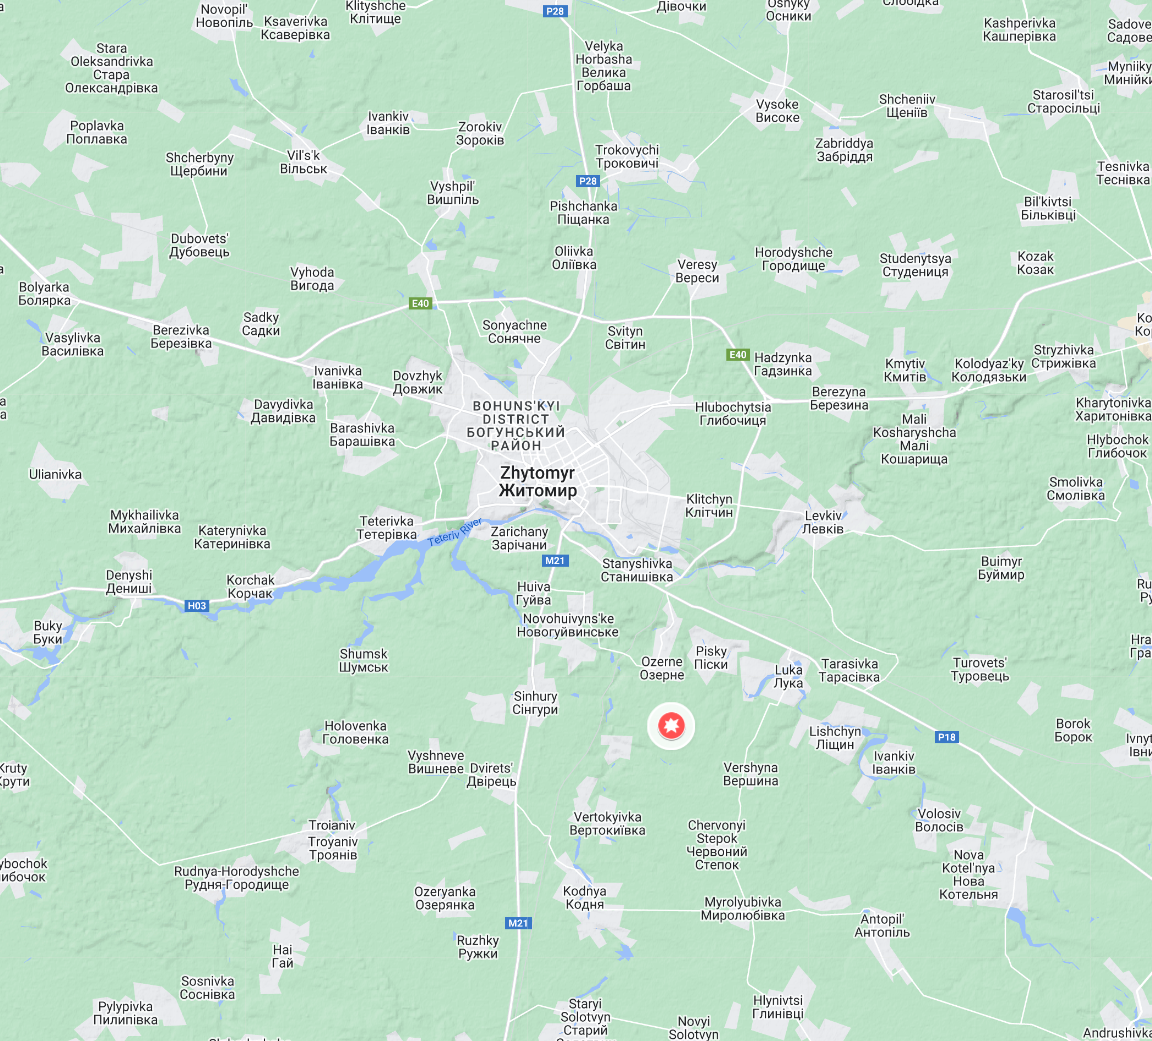 Novopil'
Новопіль
Ksaverivka
Ксаверівка
Klityshche
Клітище
P28
Дівочки
Osnyky
Осники
Слобідка
Kashperivka
Кашперівка
Stara
Oleksandrivka
Стара
Олександрівка
Velyka
Horbasha
Велика
Горбаша
Vysoke
Високе
Shcheniiv
Щеніїв
Starosil'tsi
Старосільці
Poplavka
Поплавка
Ivankiv
Іванків
Zorokiv
Зороків
Shcherbyny
Щербини
Vil's'k
Вільськ
Trokovychi
Троковичі
Zabriddya
Забріддя
Tesnivka
Теснівка
P28
Vyshpil'
Вишпіль
Pishchanka
Піщанка
Bil'kivtsi
Більківці
Dubovets'
Дубовець
Oliivka
Оліївка
Veresy
Вереси
Horodyshche
Городище
Studenytsya
Студениця
Kozak
Козак
Vyhoda
Вигода
Bolyarka
Болярка
E40
Sadky
Садки
Berezivka
Березівка
Vasylivka
Василівка
Sonyachne
Сонячне
Svityn
Світин
E40
Hadzynka
Гадзинка
Kmytiv
Кмитів
Kolodyaz'ky
Колодязьки
Stryzhivka
Стрижівка
Ivanivka
Іванівка
Dovzhyk
Довжик
Berezyna
Березина
Davydivka
Давидівка
BOHUNS'KYI
DISTRICT
БОГУНСЬКИЙ
РАЙОН
Hlubochytsia
Глибочиця
Kharytonivka
Харитонівка
Barashivka
Барашівка
Mali
Kosharyshcha
Малі
Кошарища
Hlybochok
Глибочок
Ulianivka
Zhytomyr
Житомир
Smolivka
Смолівка
Klitchyn
Клітчин
Levkiv
Левків
Mykhailivka
Михайлівка
Katerynivka
Катеринівка
Teterivka
Тетерівка
Teteriv River
Zarichany
Зарічани
M21
Stanyshivka
Станишівка
Buimyr
Буймир
Denyshi
Дениші
Korchak
Корчак
H03
Huiva
Гуйва
Novohuivyns'ke
Новогуйвинське
Buky
Буки
Shumsk
Шумськ
Ozerne
Озерне
Pisky
Піски
Luka
Лука
Tarasivka
Тарасівка
Turovets'
Туровець
Sinhury
Сінгури
Holovenka
Головенка
Lishchyn
Ліщин
P18
Borok
Борок
Vyshneve
Вишневе
Dvirets'
Двірець
Vershyna
Вершина
Ivankiv
Іванків
Kruty
Крути
Troianiv
Troyaniv
Троянів
Vertokyivka
Вертокиївка
Chervonyi
Stepok
Червоний
Степок
Volosiv
Волосів
Nova
Kotel'nya
Нова
Котельня
Rudnya-Horodyshche
Рудня-Городище
Ozeryanka
Озерянка
Kodnya
Кодня
Myrolyubivka
Миролюбівка
Antopil'
Антопіль
M21
Ruzhky
Ружки
Hai
Гай
Sosnivka
Соснівка
Pylypivka
Пилипівка
Staryi
Solotvyn
Старий
Hlynivtsi
Глинівці
Novyi
Solotvyn
Andrushivka